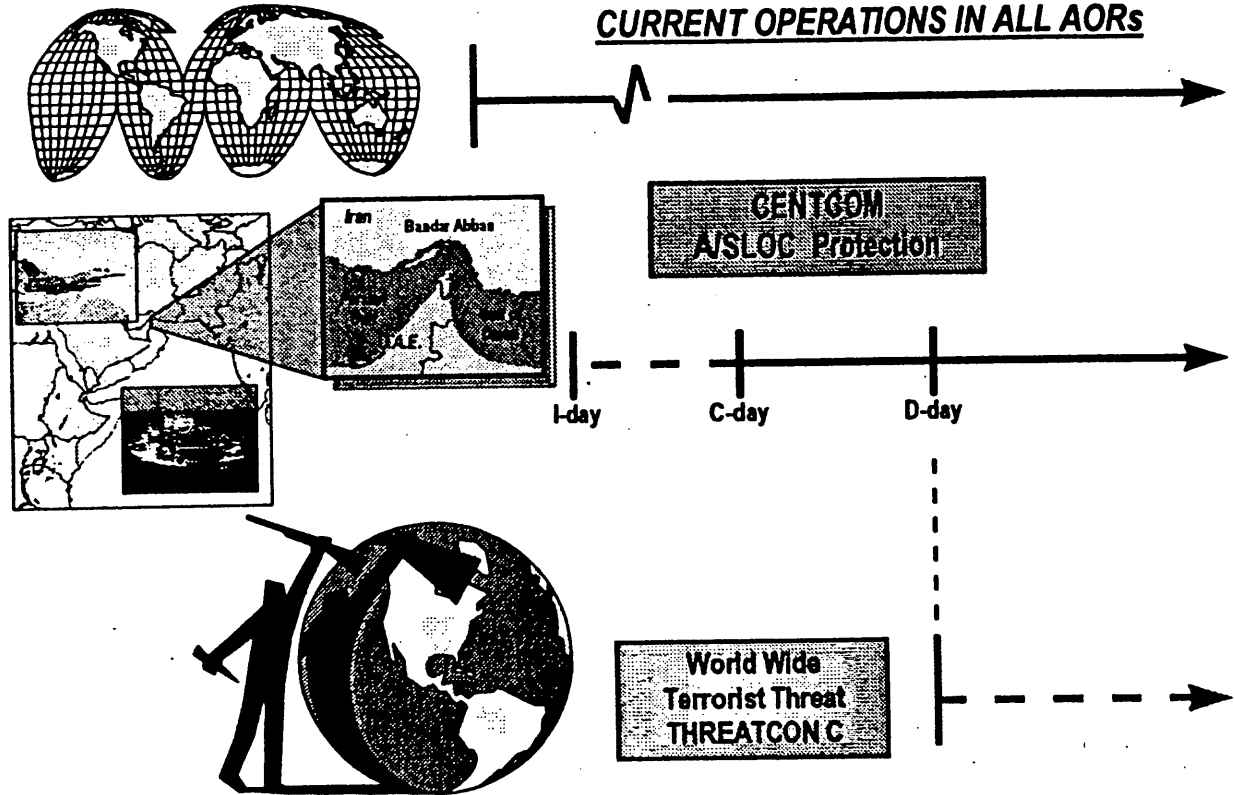 CURRENT OPERATIONS IN ALL AORs
CENTCOM
A/SLOC Protection
Iran
Bandar Abbas
U.A.E.
I-day
C-day
D-day
World Wide
Terrorist Threat
THREATCON C